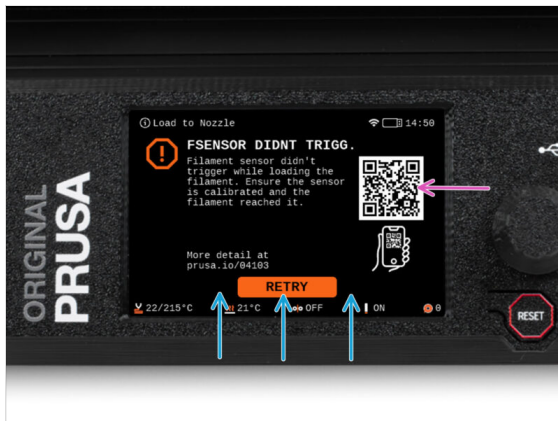 Load to Nozzle
14:50
FSENSOR DIDNT TRIGG.
Filament sensor didn't
trigger while loading the
filament. Ensure the sensor
is calibrated and the
filament reached it.
More detail at
prusa.io/04103
RETRY
22/215°C
21°C
OFF
ON
0
ORIGINAL
PRUSA
RESET